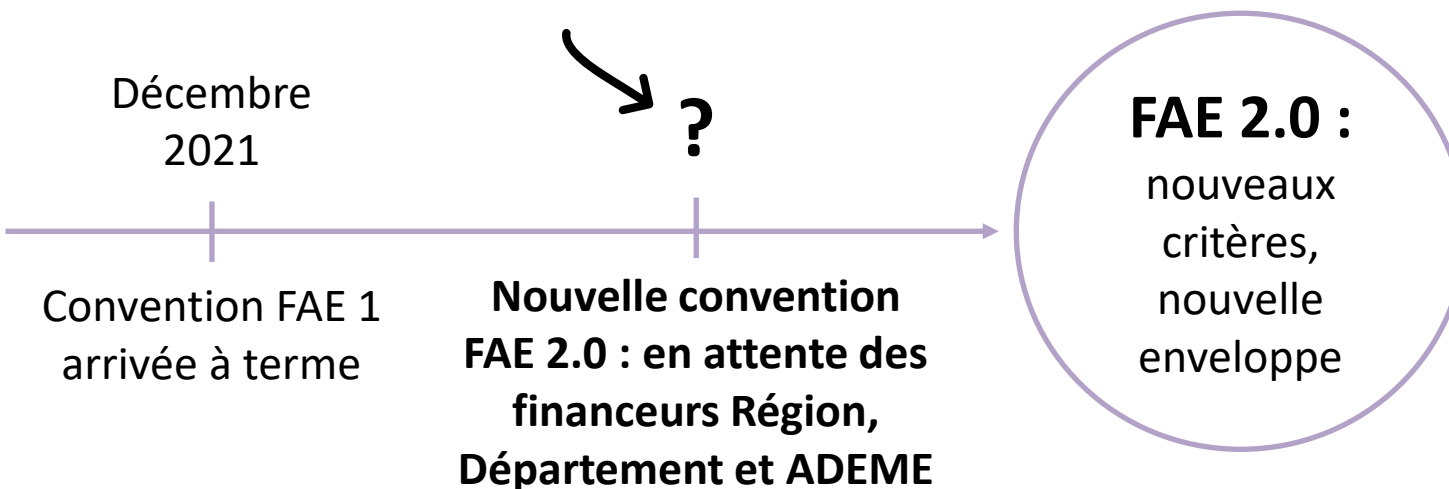 Décembre
2021
Convention FAE 1
arrivée à terme
?
Nouvelle convention
FAE 2.0 : en attente des
financeurs Région,
Département et ADEME
FAE 2.0 :
nouveaux
critères,
nouvelle
enveloppe